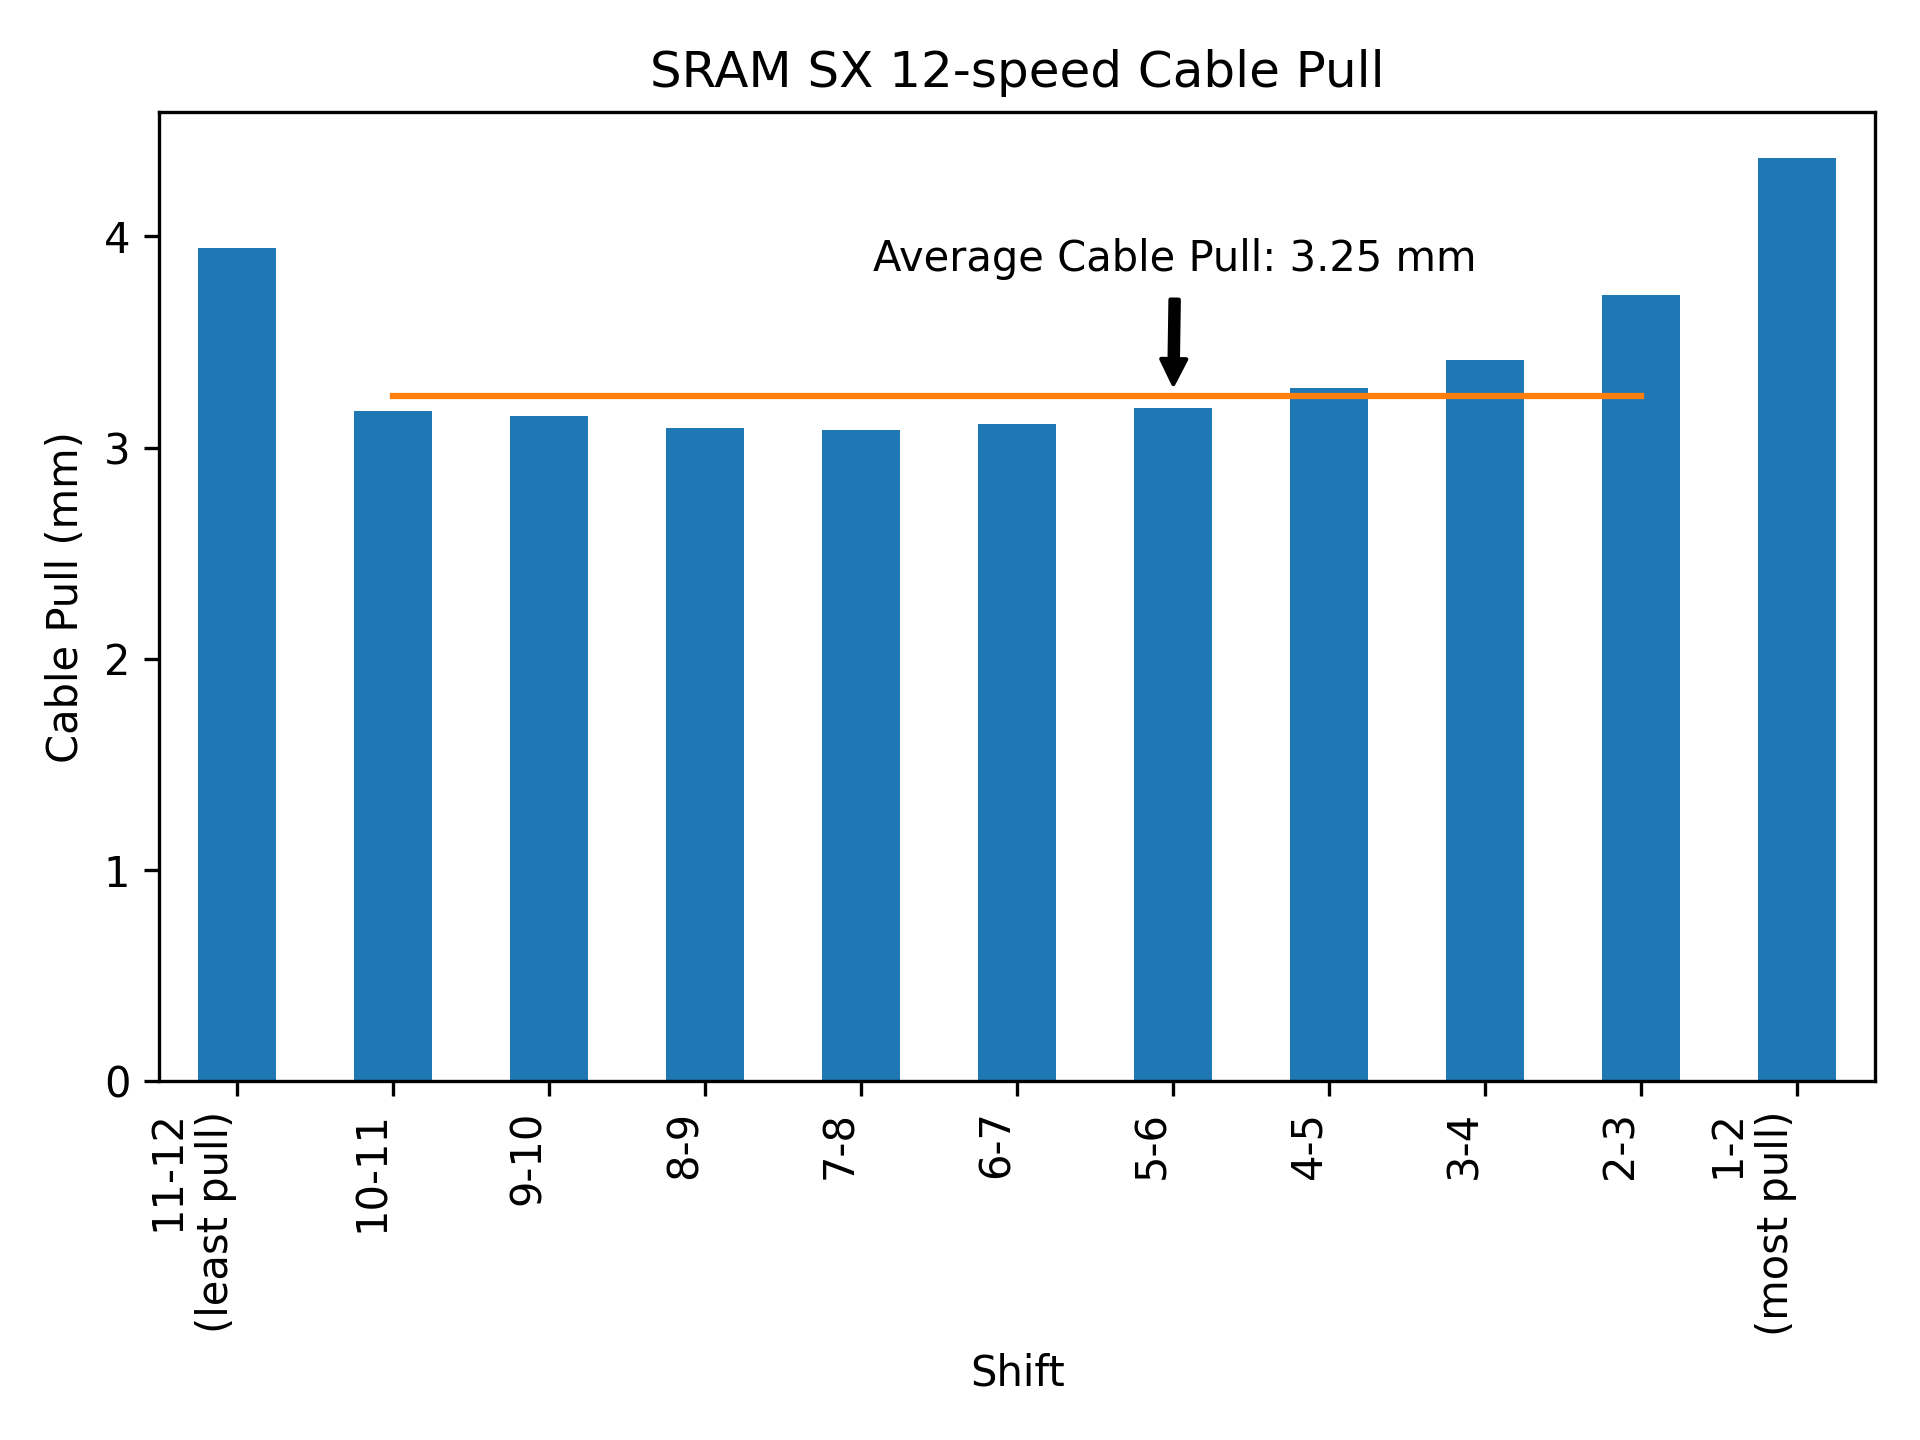 SRAM SX 12-speed Cable Pull
Cable Pull (mm)
4
3
2
1
0
Average Cable Pull: 3.25 mm
11-12
(least pull)
10-11
9-10
8-9
7-8
6-7
5-6
4-5
3-4
2-3
1-2
(most pull)
Shift